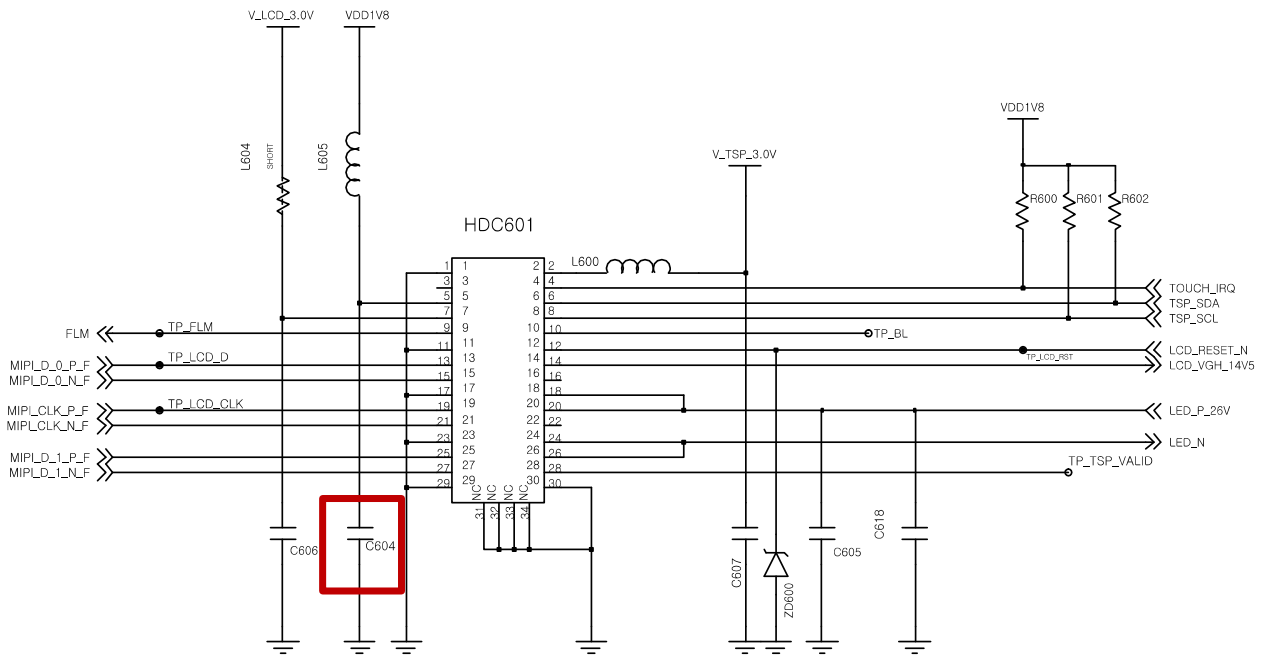 V_LCD_3.0V
VDD1V8
VDD1V8
L604
SHORT
L605
V_TSP_3.0V
R600
R601
R602
HDC601
L600
1
1
2
2
3
3
4
4
5
5
6
6
7
7
8
8
9
9
10
10
11
11
12
12
13
13
14
14
15
15
16
16
17
17
18
18
19
19
20
20
21
21
22
22
23
23
24
24
25
25
26
26
27
27
28
28
29
29
30
30
NC
NC
NC
NC
31
32
33
34
TOUCH_IRQ
TSP_SDA
TSP_SCL
FLM
TP_FLM
TP_BL
MIPI_D_0_P_F
TP_LCD_D
LCD_RESET_N
TP_LCD_RST
MIPI_D_0_N_F
LCD_VGH_14V5
MIPI_CLK_P_F
TP_LCD_CLK
LED_P_26V
MIPI_CLK_N_F
LED_N
MIPI_D_1_P_F
TP_TSP_VALID
MIPI_D_1_N_F
C606
C604
C607
ZD600
C605
C618